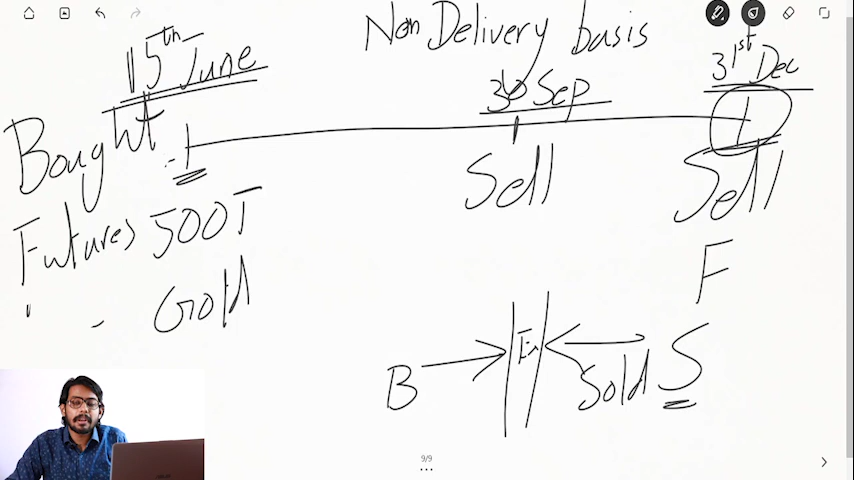 Non Delivery basis
15th June
30 Sep
31st Dec
Bought
Sell
Sell
Futures 500T
" - Gold
F
B Ex Sold S
9/9